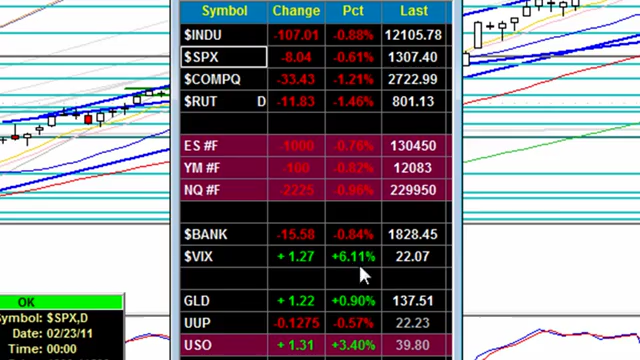 Symbol Change Pct Last
$INDU -107.01 -0.88% 12105.78
$SPX -8.04 -0.61% 1307.40
$COMPQ -33.43 -1.21% 2722.99
$RUT D -11.83 -1.46% 801.13
ES #F -1000 -0.76% 130450
YM #F -100 -0.82% 12083
NQ #F -2225 -0.96% 229950
$BANK -15.58 -0.84% 1828.45
$VIX + 1.27 +6.11% 22.07
GLD + 1.22 +0.90% 137.51
UUP -0.1275 -0.57% 22.23
USO + 1.31 +3.40% 39.80
OK
Symbol: $SPX,D
Date: 02/23/11
Time: 00:00